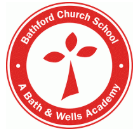 Bathford Church School
A Bath & Wells Academy